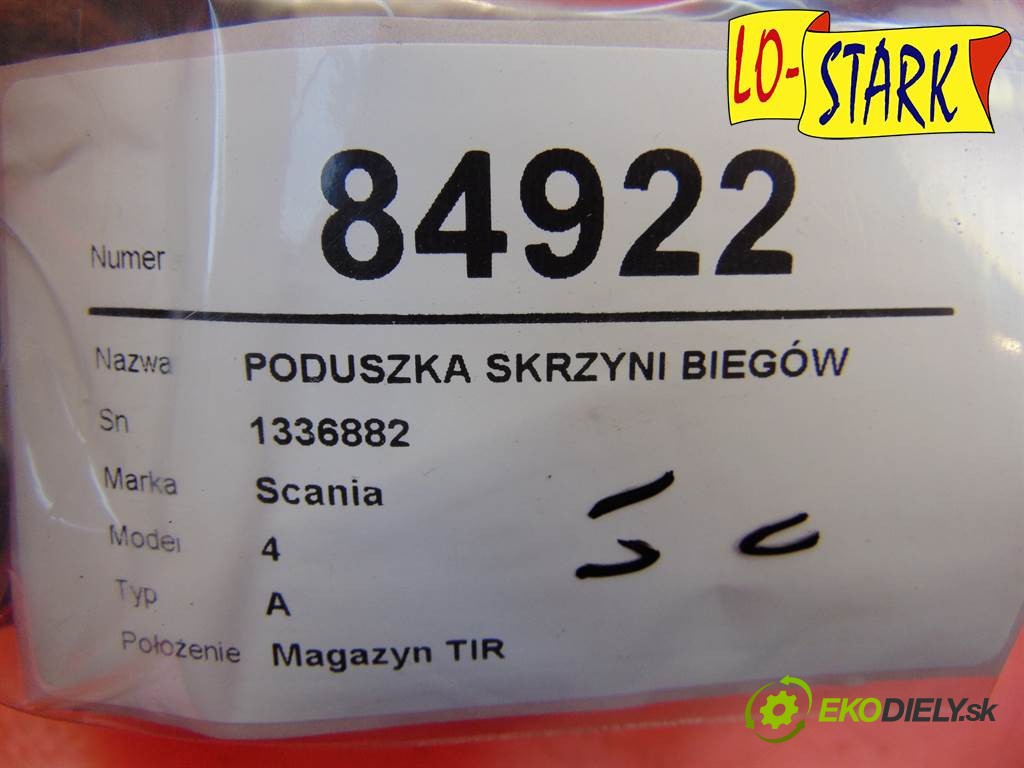 LO-STARK
Numer 84922
Nazwa PODUSZKA SKRZYNI BIEGÓW
Sn 1336882
Marka Scania
Model 4
Typ A
Położenie Magazyn TIR
EKODIELY.sk